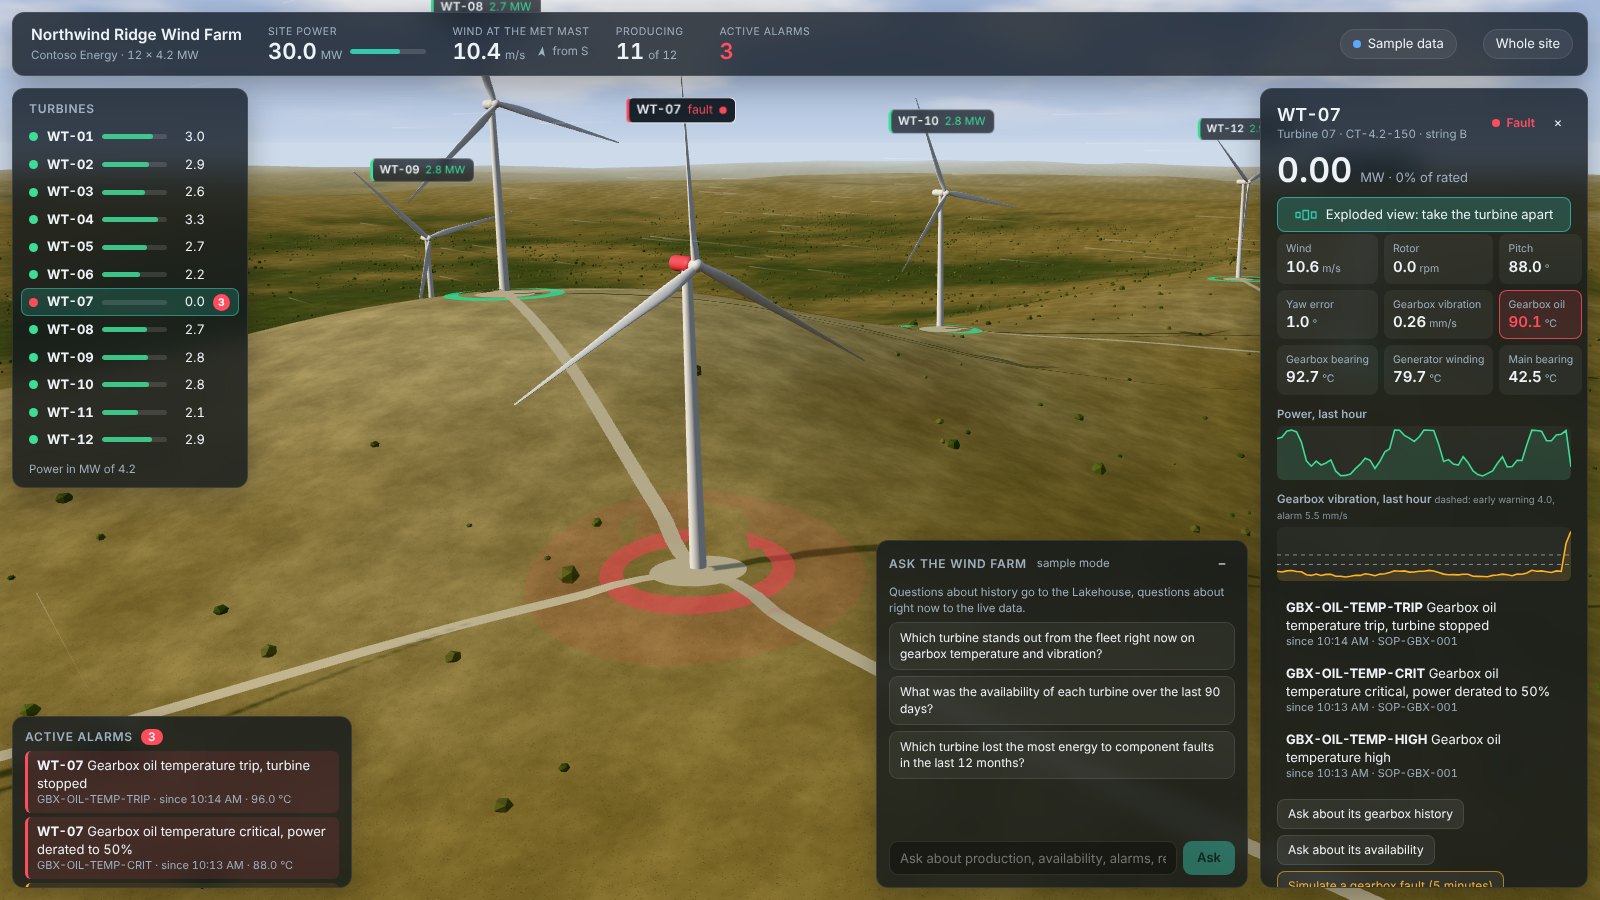 WT-08 2.7 MW
Northwind Ridge Wind Farm
Contoso Energy · 12 × 4.2 MW
SITE POWER
30.0 MW
WIND AT THE MET MAST
10.4 m/s from S
PRODUCING
11 of 12
ACTIVE ALARMS
3
Sample data
Whole site
TURBINES
WT-01 3.0
WT-02 2.9
WT-03 2.6
WT-04 3.3
WT-05 2.7
WT-06 2.2
WT-07 0.0 3
WT-08 2.7
WT-09 2.8
WT-10 2.8
WT-11 2.1
WT-12 2.9
Power in MW of 4.2
WT-09 2.8 MW
WT-07 fault
WT-10 2.8 MW
WT-12
ACTIVE ALARMS 3
WT-07 Gearbox oil temperature trip, turbine
stopped
GBX-OIL-TEMP-TRIP · since 10:14 AM · 96.0 °C
WT-07 Gearbox oil temperature critical, power
derated to 50%
GBX-OIL-TEMP-CRIT · since 10:13 AM · 88.0 °C
ASK THE WIND FARM sample mode −
Questions about history go to the Lakehouse, questions about
right now to the live data.
Which turbine stands out from the fleet right now on
gearbox temperature and vibration?
What was the availability of each turbine over the last 90
days?
Which turbine lost the most energy to component faults
in the last 12 months?
Ask about production, availability, alarms, re
Ask
WT-07
Turbine 07 · CT-4.2-150 · string B
Fault ×
0.00 MW · 0% of rated
Exploded view: take the turbine apart
Wind
10.6 m/s
Rotor
0.0 rpm
Pitch
88.0 °
Yaw error
1.0 °
Gearbox vibration
0.26 mm/s
Gearbox oil
90.1 °C
Gearbox bearing
92.7 °C
Generator winding
79.7 °C
Main bearing
42.5 °C
Power, last hour
Gearbox vibration, last hour dashed: early warning 4.0,
alarm 5.5 mm/s
GBX-OIL-TEMP-TRIP Gearbox oil
temperature trip, turbine stopped
since 10:14 AM · SOP-GBX-001
GBX-OIL-TEMP-CRIT Gearbox oil
temperature critical, power derated to 50%
since 10:13 AM · SOP-GBX-001
GBX-OIL-TEMP-HIGH Gearbox oil
temperature high
since 10:13 AM · SOP-GBX-001
Ask about its gearbox history
Ask about its availability
Simulate a gearbox fault (5 minutes)